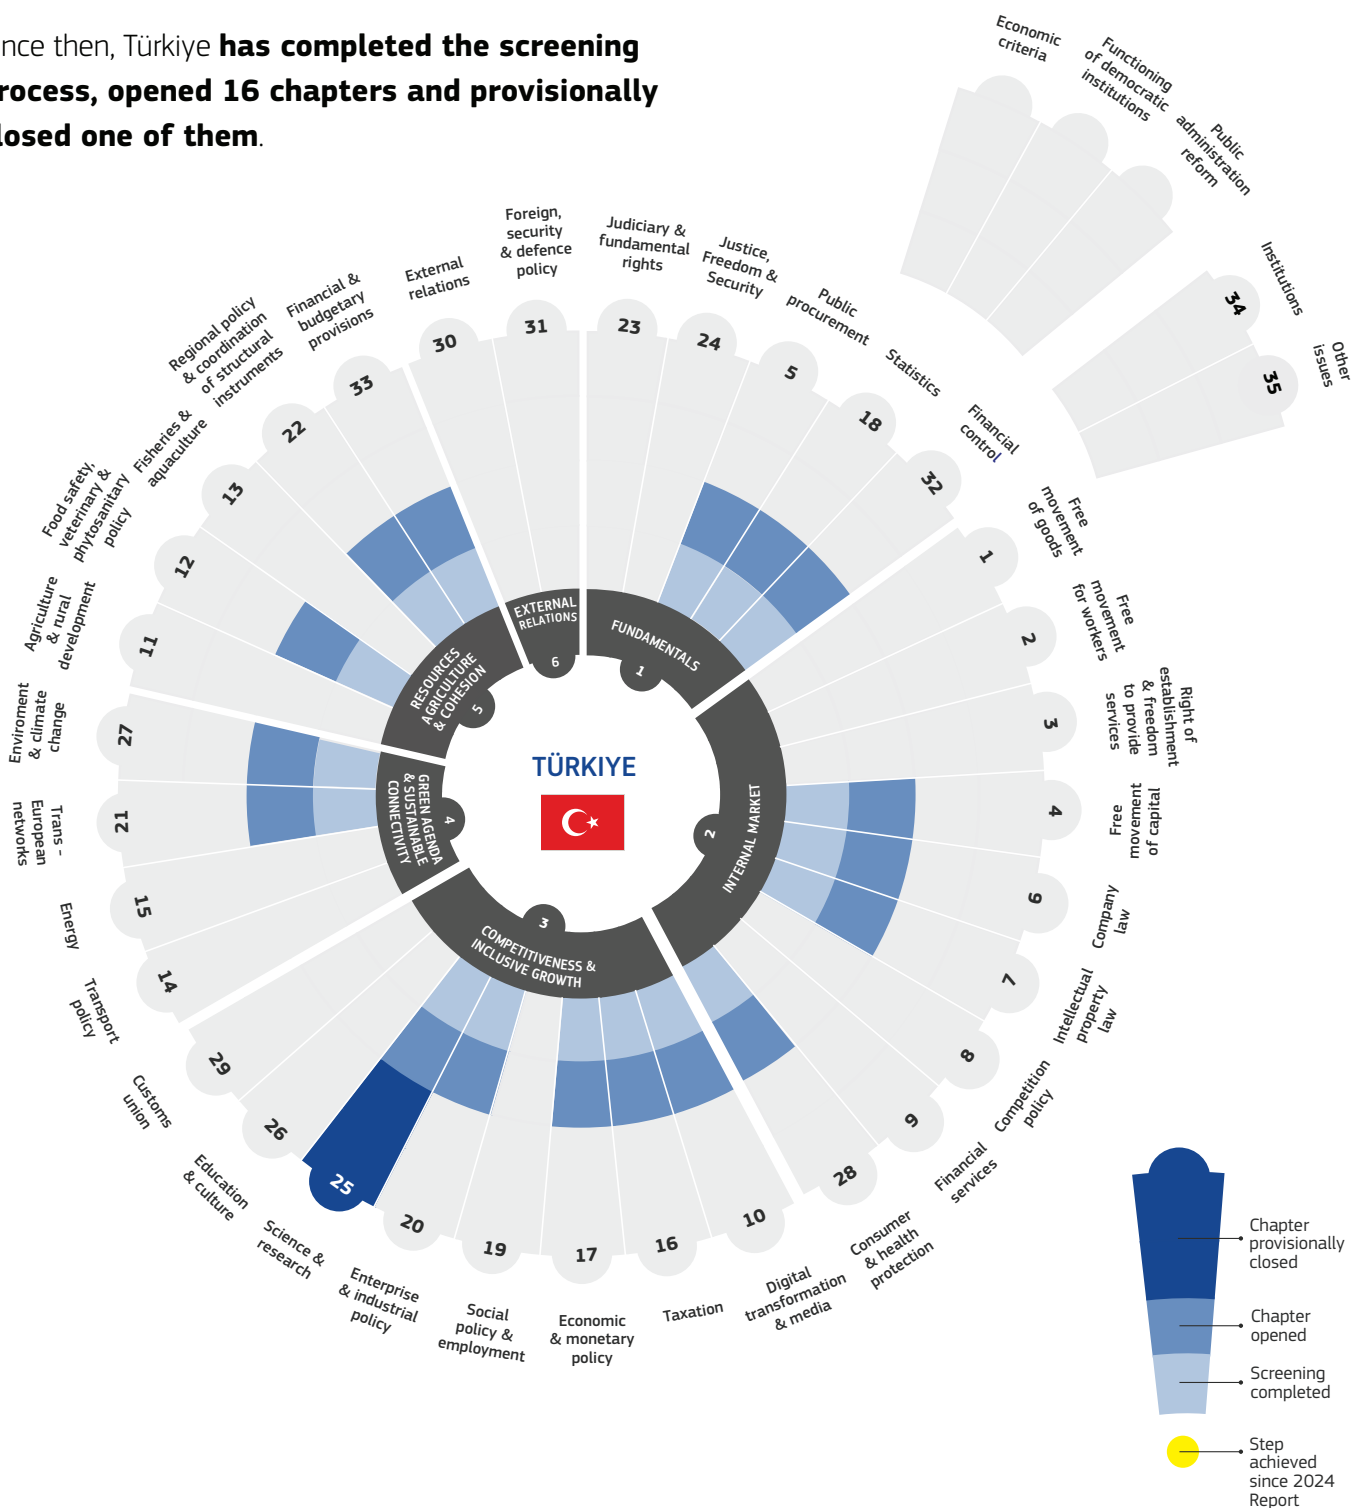 nce then, Türkiye has completed the screening
rocess, opened 16 chapters and provisionally
losed one of them.
Economic
criteria
Functioning
of democratic
institutions
Public
administration
reform
34
Institutions
35
Other
issues
Judiciary &
fundamental
rights
23
Justice,
Freedom &
Security
24
Public
procurement
5
Statistics
18
Financial
control
32
FUNDAMENTALS
1
Free
movement
of goods
1
Free
movement
for workers
2
Right of
establishment
& freedom
to provide
services
3
Free
movement
of capital
4
Company
law
6
Intellectual
property
law
7
Competition
policy
8
Financial
services
9
Consumer
& health
protection
28
INTERNAL MARKET
2
Digital
transformation
& media
10
Taxation
16
Economic
& monetary
policy
17
Social
policy &
employment
19
Enterprise
& industrial
policy
20
Science &
research
25
Education
& culture
26
Customs
union
29
COMPETITIVENESS &
INCLUSIVE GROWTH
3
Transport
policy
14
Energy
15
Trans -
European
networks
21
Enviroment
& climate
change
27
GREEN AGENDA
& SUSTAINABLE
CONNECTIVITY
4
Agriculture
& rural
development
11
Food safety,
veterinary &
phytosanitary
policy
12
Fisheries &
aquaculture
13
Regional policy
& coordination
of structural
instruments
22
Financial &
budgetary
provisions
33
RESOURCES
AGRICULTURE
& COHESION
5
External
relations
30
Foreign,
security
& defence
policy
31
EXTERNAL
RELATIONS
6
TÜRKIYE
Chapter
provisionally
closed
Chapter
opened
Screening
completed
Step
achieved
since 2024
Report